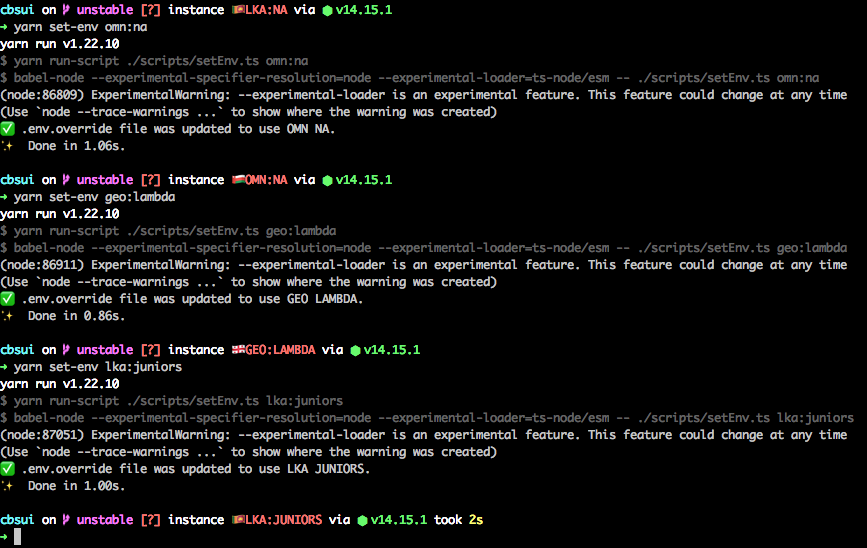 cbsui on unstable [?] instance 🇱🇰LKA:NA via ⬢ v14.15.1
➜ yarn set-env omn:na
yarn run v1.22.10
$ yarn run-script ./scripts/setEnv.ts omn:na
$ babel-node --experimental-specifier-resolution=node --experimental-loader=ts-node/esm -- ./scripts/setEnv.ts omn:na
(node:86809) ExperimentalWarning: --experimental-loader is an experimental feature. This feature could change at any time
(Use `node --trace-warnings ...` to show where the warning was created)
✅ .env.override file was updated to use OMN NA.
✨ Done in 1.06s.
cbsui on unstable [?] instance 🇴🇲OMN:NA via ⬢ v14.15.1
➜ yarn set-env geo:lambda
yarn run v1.22.10
$ yarn run-script ./scripts/setEnv.ts geo:lambda
$ babel-node --experimental-specifier-resolution=node --experimental-loader=ts-node/esm -- ./scripts/setEnv.ts geo:lambda
(node:86911) ExperimentalWarning: --experimental-loader is an experimental feature. This feature could change at any time
(Use `node --trace-warnings ...` to show where the warning was created)
✅ .env.override file was updated to use GEO LAMBDA.
✨ Done in 0.86s.
cbsui on unstable [?] instance 🇬🇪GEO:LAMBDA via ⬢ v14.15.1
➜ yarn set-env lka:juniors
yarn run v1.22.10
$ yarn run-script ./scripts/setEnv.ts lka:juniors
$ babel-node --experimental-specifier-resolution=node --experimental-loader=ts-node/esm -- ./scripts/setEnv.ts lka:juniors
(node:87051) ExperimentalWarning: --experimental-loader is an experimental feature. This feature could change at any time
(Use `node --trace-warnings ...` to show where the warning was created)
✅ .env.override file was updated to use LKA JUNIORS.
✨ Done in 1.00s.
cbsui on unstable [?] instance 🇱🇰LKA:JUNIORS via ⬢ v14.15.1 took 2s
➜